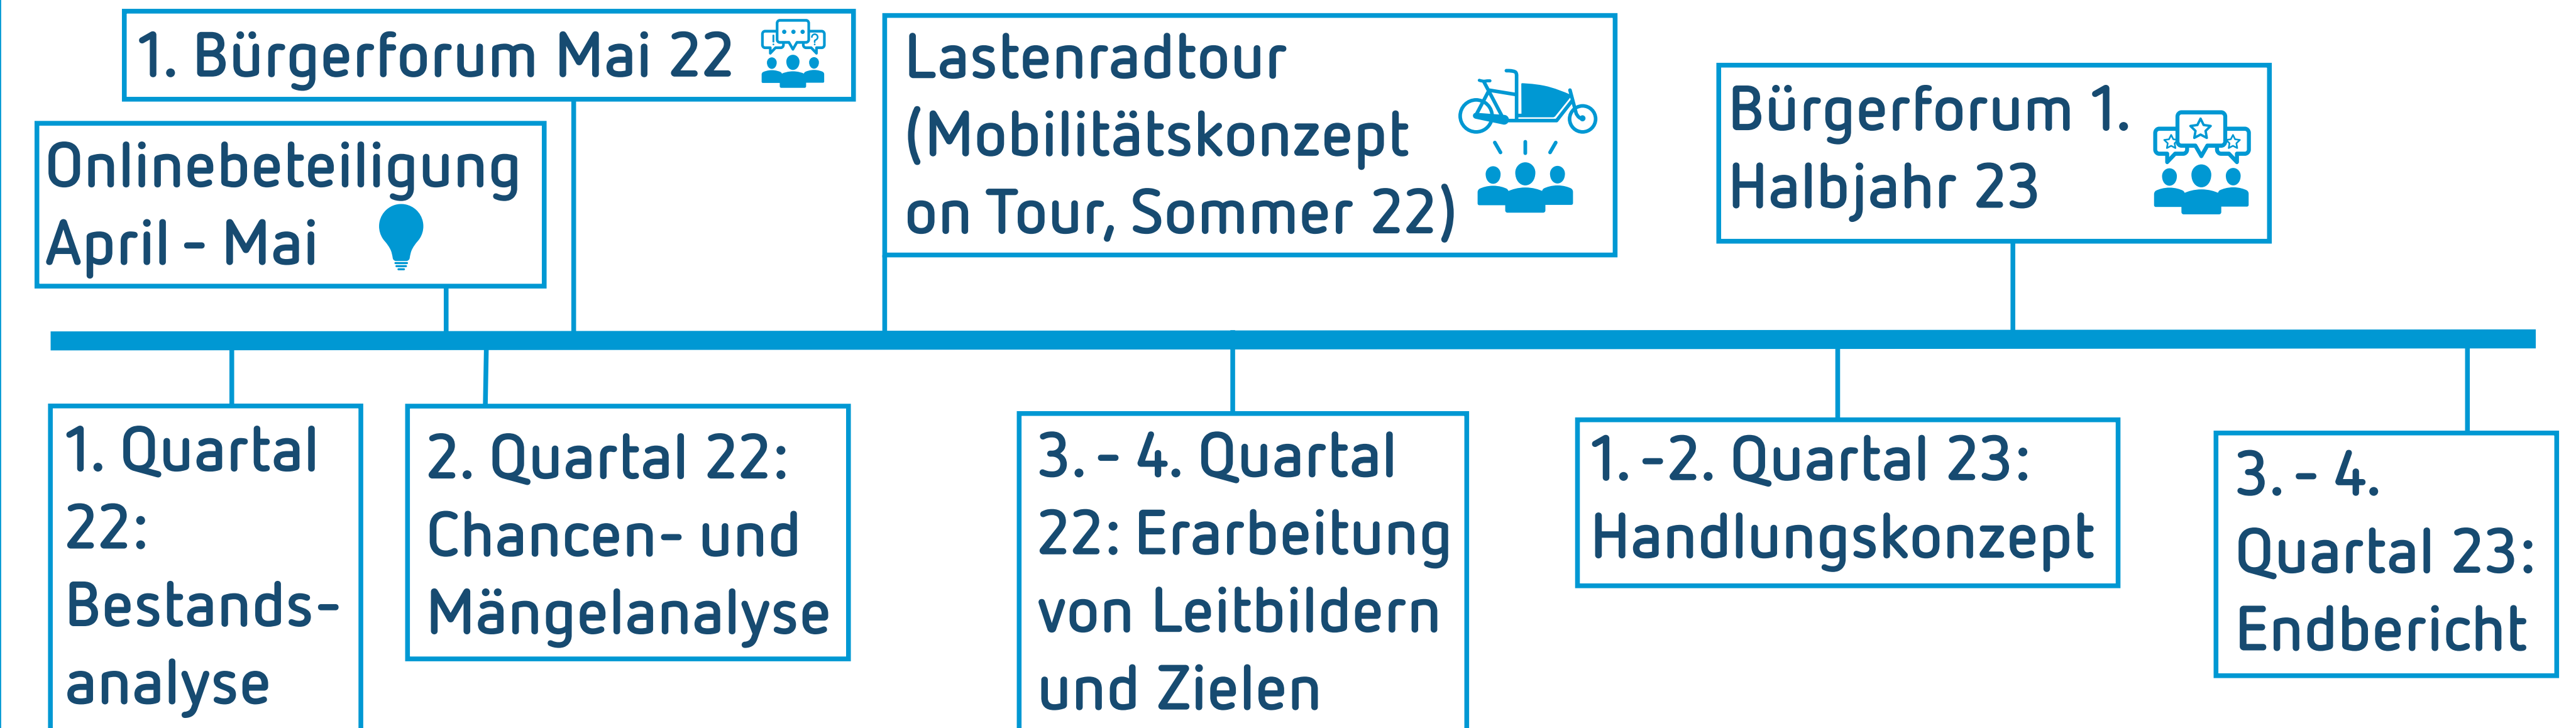 1. Bürgerforum Mai 22
Onlinebeteiligung
April - Mai
Lastenradtour
(Mobilitätskonzept
on Tour, Sommer 22)
Bürgerforum 1.
Halbjahr 23
1. Quartal
22:
Bestands-
analyse
2. Quartal 22:
Chancen- und
Mängelanalyse
3. - 4. Quartal
22: Erarbeitung
von Leitbildern
und Zielen
1. -2. Quartal 23:
Handlungskonzept
3. - 4.
Quartal 23:
Endbericht